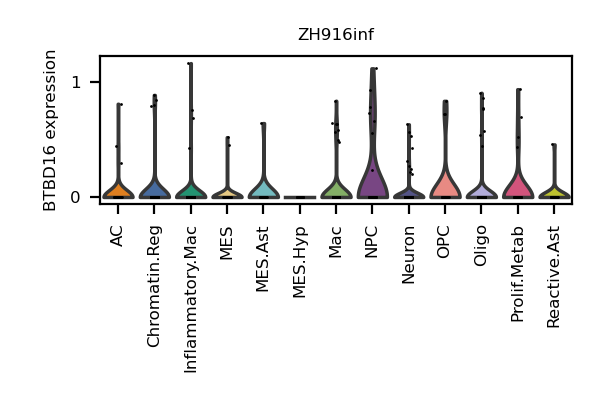 ZH916inf
BTBD16 expression
1
0
AC
Chromatin.Reg
Inflammatory.Mac
MES
MES.Ast
MES.Hyp
Mac
NPC
Neuron
OPC
Oligo
Prolif.Metab
Reactive.Ast